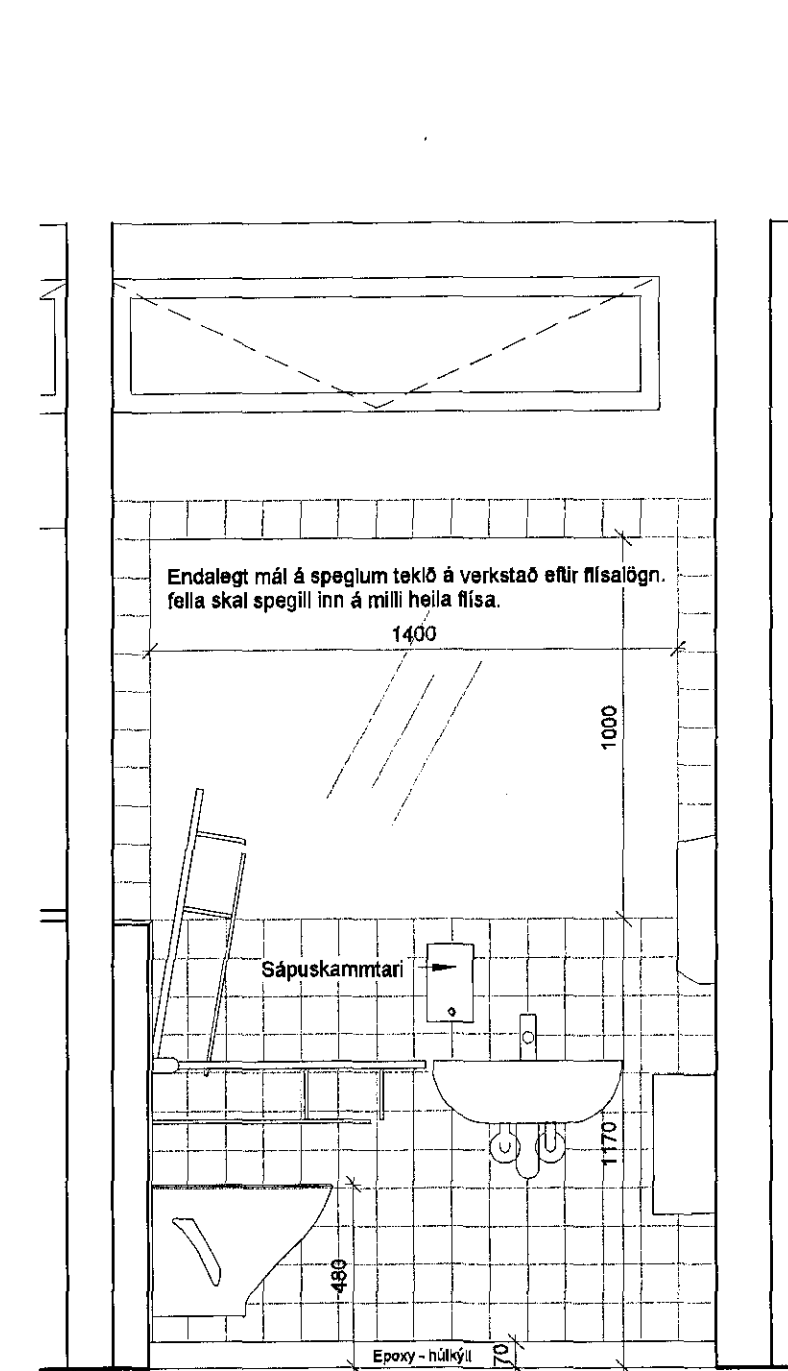 Endalegt mál á speglum tekið á verkstað eftir flísalögn.
fella skal spegill inn á milli heila flísa.
1400
1000
Sápuskammtari
1170
480
Epoxy - húlkýll
70